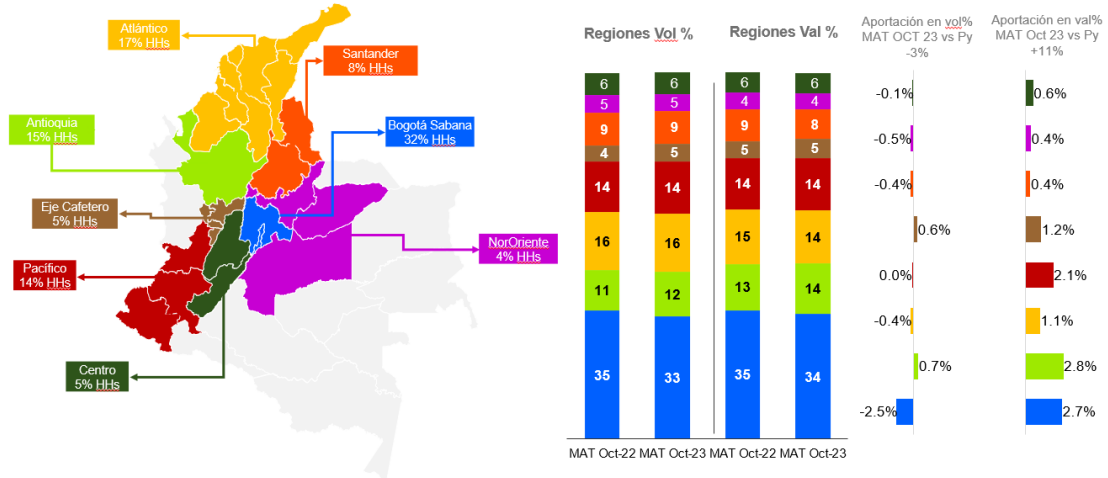 Atlántico
17% HHs
Santander
8% HHs
Antioquia
15% HHs
Bogotá Sabana
32% HHs
Eje Cafetero
5% HHs
NorOriente
4% HHs
Pacífico
14% HHs
Centro
5% HHs
Regiones Vol %
Regiones Val %
6 6 6 6
5 5 4 4
9 9 9 8
4 5 5 5
14 14 14 14
16 16 15 14
11 12 13 14
35 33 35 34
MAT Oct-22 MAT Oct-23 MAT Oct-22 MAT Oct-23
Aportación en vol%
MAT OCT 23 vs Py
-3%
-0.1%
-0.5%
-0.4%
0.6%
0.0%
-0.4%
0.7%
-2.5%
Aportación en val%
MAT Oct 23 vs Py
+11%
0.6%
0.4%
0.4%
1.2%
2.1%
1.1%
2.8%
2.7%